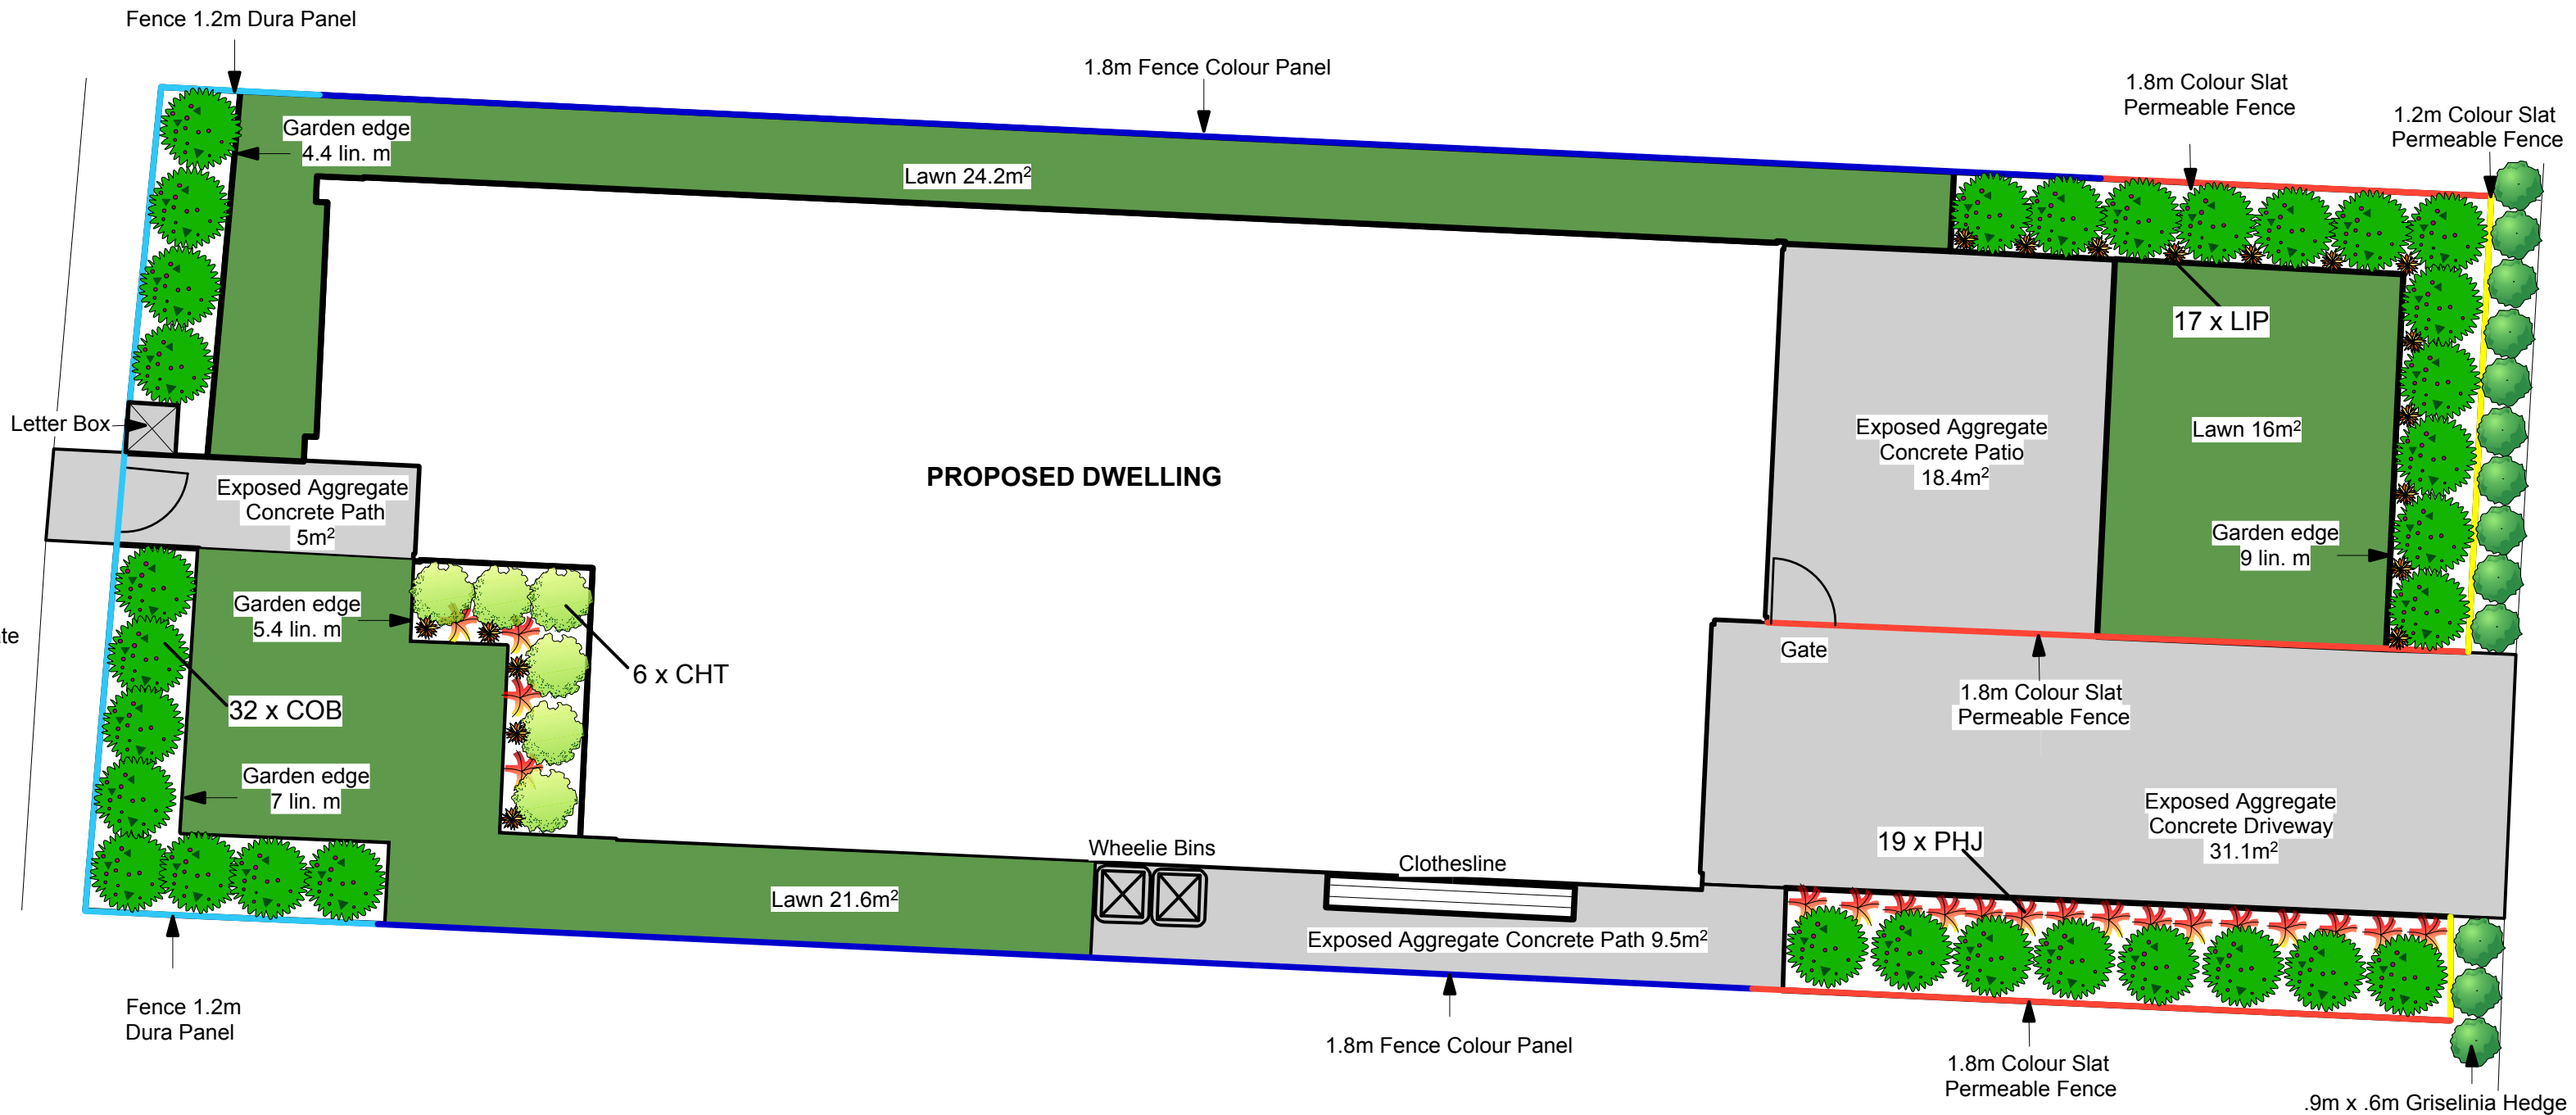 Fence 1.2m Dura Panel
1.8m Fence Colour Panel
1.8m Colour Slat
Permeable Fence
1.2m Colour Slat
Permeable Fence
Garden edge
4.4 lin. m
Lawn 24.2m²
17 x LIP
Letter Box
Exposed Aggregate
Concrete Patio
18.4m²
Lawn 16m²
PROPOSED DWELLING
Exposed Aggregate
Concrete Path
5m²
Garden edge
9 lin. m
Garden edge
5.4 lin. m
6 x CHT
Gate
32 x COB
1.8m Colour Slat
Permeable Fence
Garden edge
7 lin. m
Exposed Aggregate
Concrete Driveway
31.1m²
19 x PHJ
Wheelie Bins
Clothesline
Lawn 21.6m²
Exposed Aggregate Concrete Path 9.5m²
Fence 1.2m
Dura Panel
1.8m Fence Colour Panel
1.8m Colour Slat
Permeable Fence
.9m x .6m Griselinia Hedge